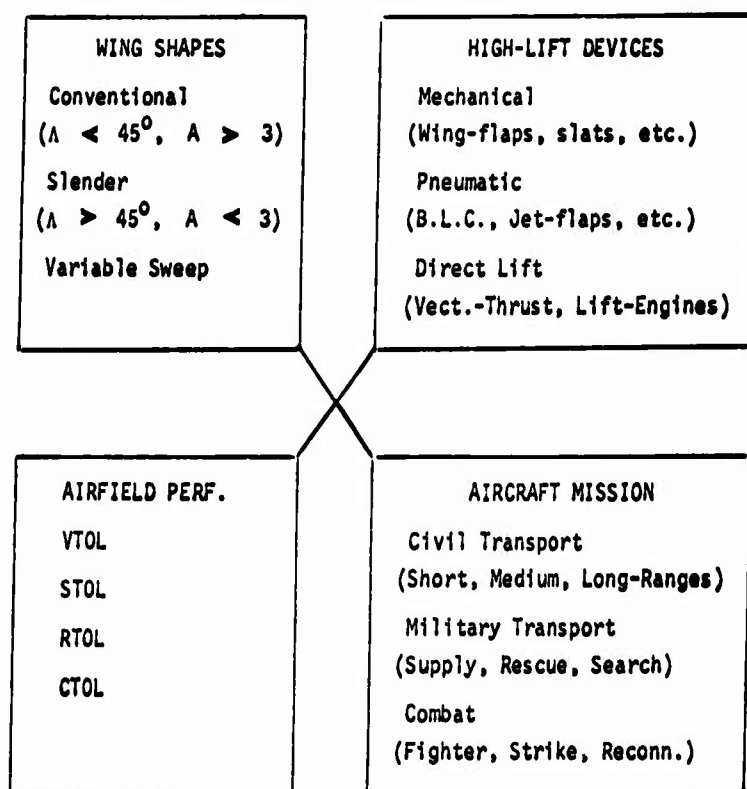 WING SHAPES
Conventional
(Λ < 45⁰, A > 3)
Slender
(Λ > 45⁰, A < 3)
Variable Sweep
HIGH-LIFT DEVICES
Mechanical
(Wing-flaps, slats, etc.)
Pneumatic
(B.L.C., Jet-flaps, etc.)
Direct Lift
(Vect.-Thrust, Lift-Engines)
AIRFIELD PERF.
VTOL
STOL
RTOL
CTOL
AIRCRAFT MISSION
Civil Transport
(Short, Medium, Long-Ranges)
Military Transport
(Supply, Rescue, Search)
Combat
(Fighter, Strike, Reconn.)